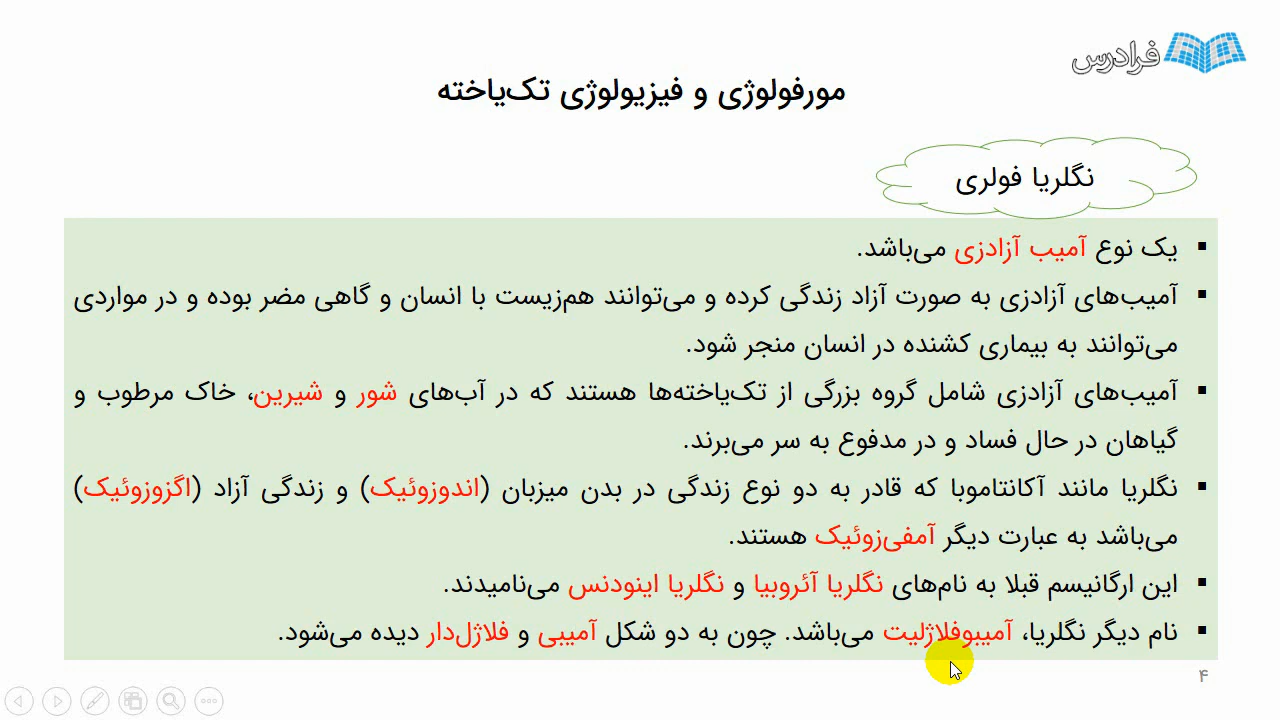 فرادرس
مورفولوژی و فیزیولوژی تک‌یاخته
نگلریا فولری
▪ یک نوع آمیب آزادزی می‌باشد.
▪ آمیب‌های آزادزی به صورت آزاد زندگی کرده و می‌توانند هم‌زیست با انسان و گاهی مضر بوده و در مواردی
می‌توانند به بیماری کشنده در انسان منجر شود.
▪ آمیب‌های آزادزی شامل گروه بزرگی از تک‌یاخته‌ها هستند که در آب‌های شور و شیرین، خاک مرطوب و
گیاهان در حال فساد و در مدفوع به سر می‌برند.
▪ نگلریا مانند آکانتاموبا که قادر به دو نوع زندگی در بدن میزبان (اندوزوئیک) و زندگی آزاد (اگزوزوئیک)
می‌باشد به عبارت دیگر آمفی‌زوئیک هستند.
▪ این ارگانیسم قبلا به نام‌های نگلریا آئروبیا و نگلریا اینودنس می‌نامیدند.
▪ نام دیگر نگلریا، آمیبوفلاژلیت می‌باشد. چون به دو شکل آمیبی و فلاژل‌دار دیده می‌شود.
۴